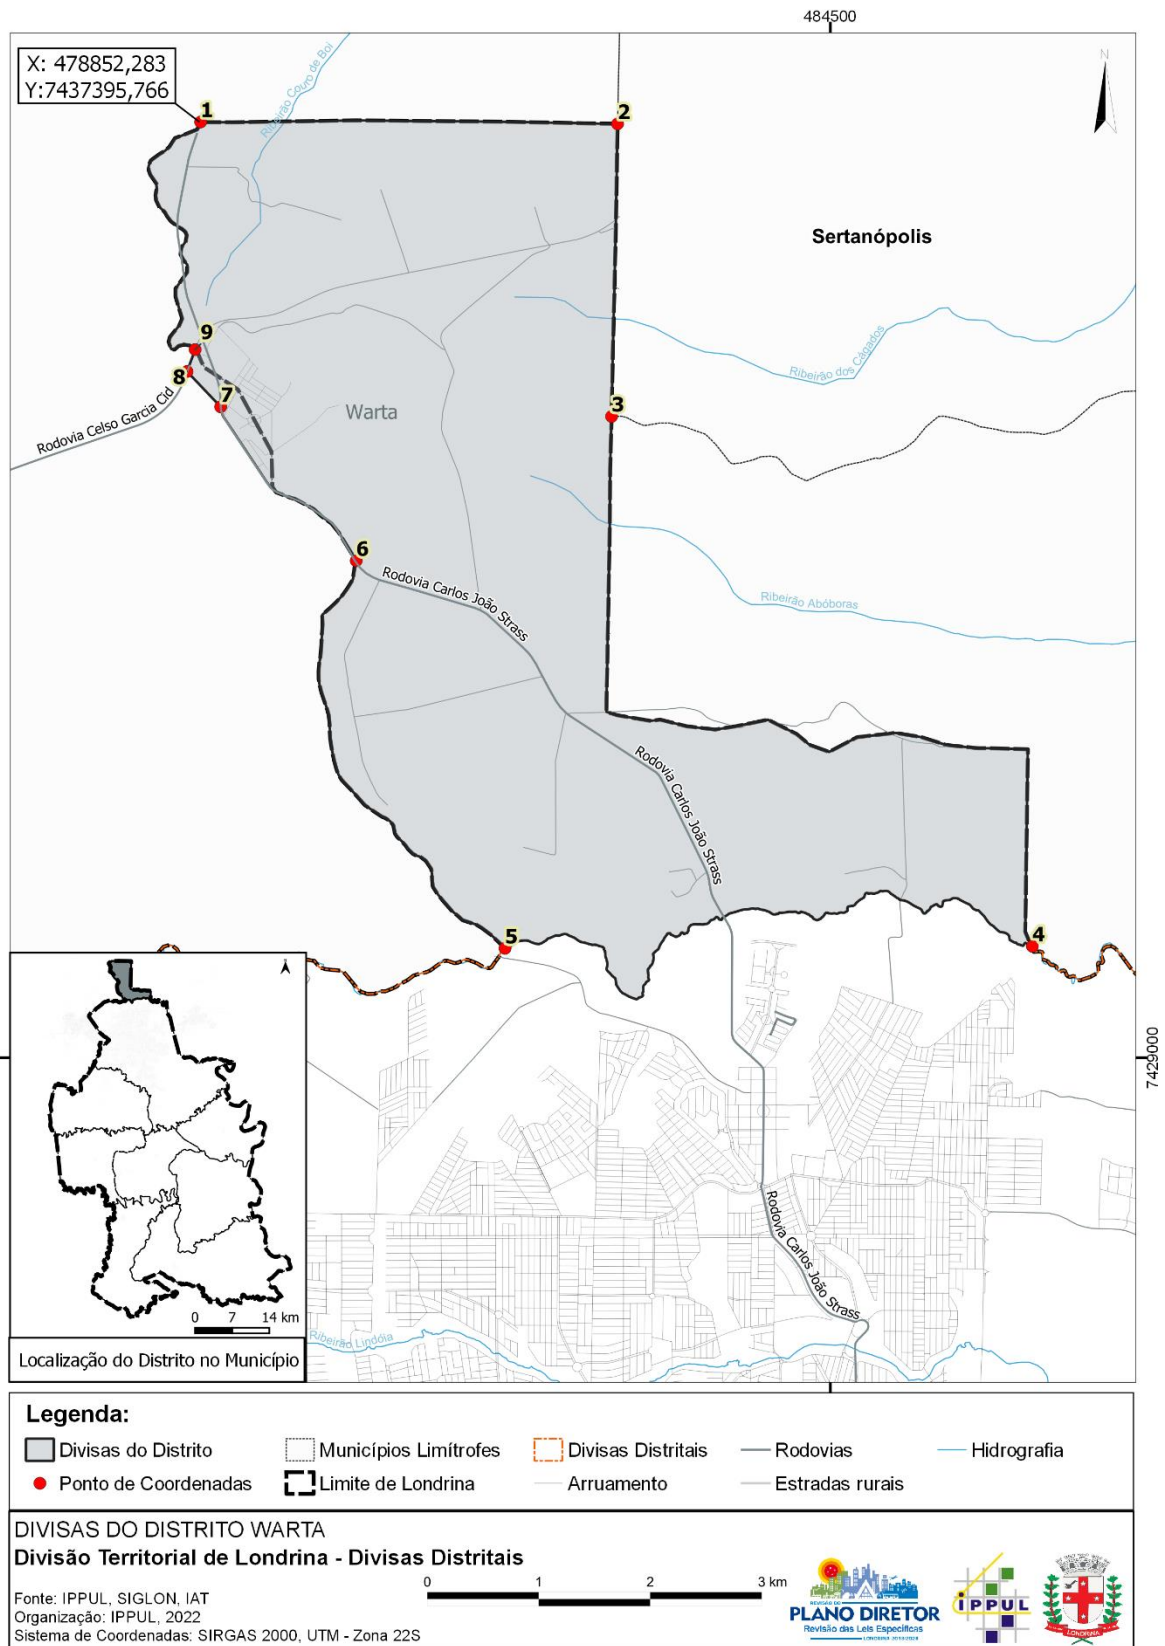 484500
X: 478852,283
Y:7437395,766
N
1
2
Ribeirão Couro de Boi
Sertanópolis
Ribeirão dos Cágados
9
8
7
3
Rodovia Celso Garcia Cid
Warta
6
Rodovia Carlos João Strass
Ribeirão Abóboras
Rodovia Carlos João Strass
5
4
7429000
Rodovia Carlos João Strass
Ribeirão Lindóia
0 7 14 km
Localização do Distrito no Município
Legenda:
Divisas do Distrito
Municípios Limítrofes
Divisas Distritais
Rodovias
Hidrografia
Ponto de Coordenadas
Limite de Londrina
Arruamento
Estradas rurais
DIVISAS DO DISTRITO WARTA
Divisão Territorial de Londrina - Divisas Distritais
Fonte: IPPUL, SIGLON, IAT
Organização: IPPUL, 2022
Sistema de Coordenadas: SIRGAS 2000, UTM - Zona 22S
0 1 2 3 km
REVISÃO DO
PLANO DIRETOR
Revisão das Leis Específicas
IPPUL
LONDRINA